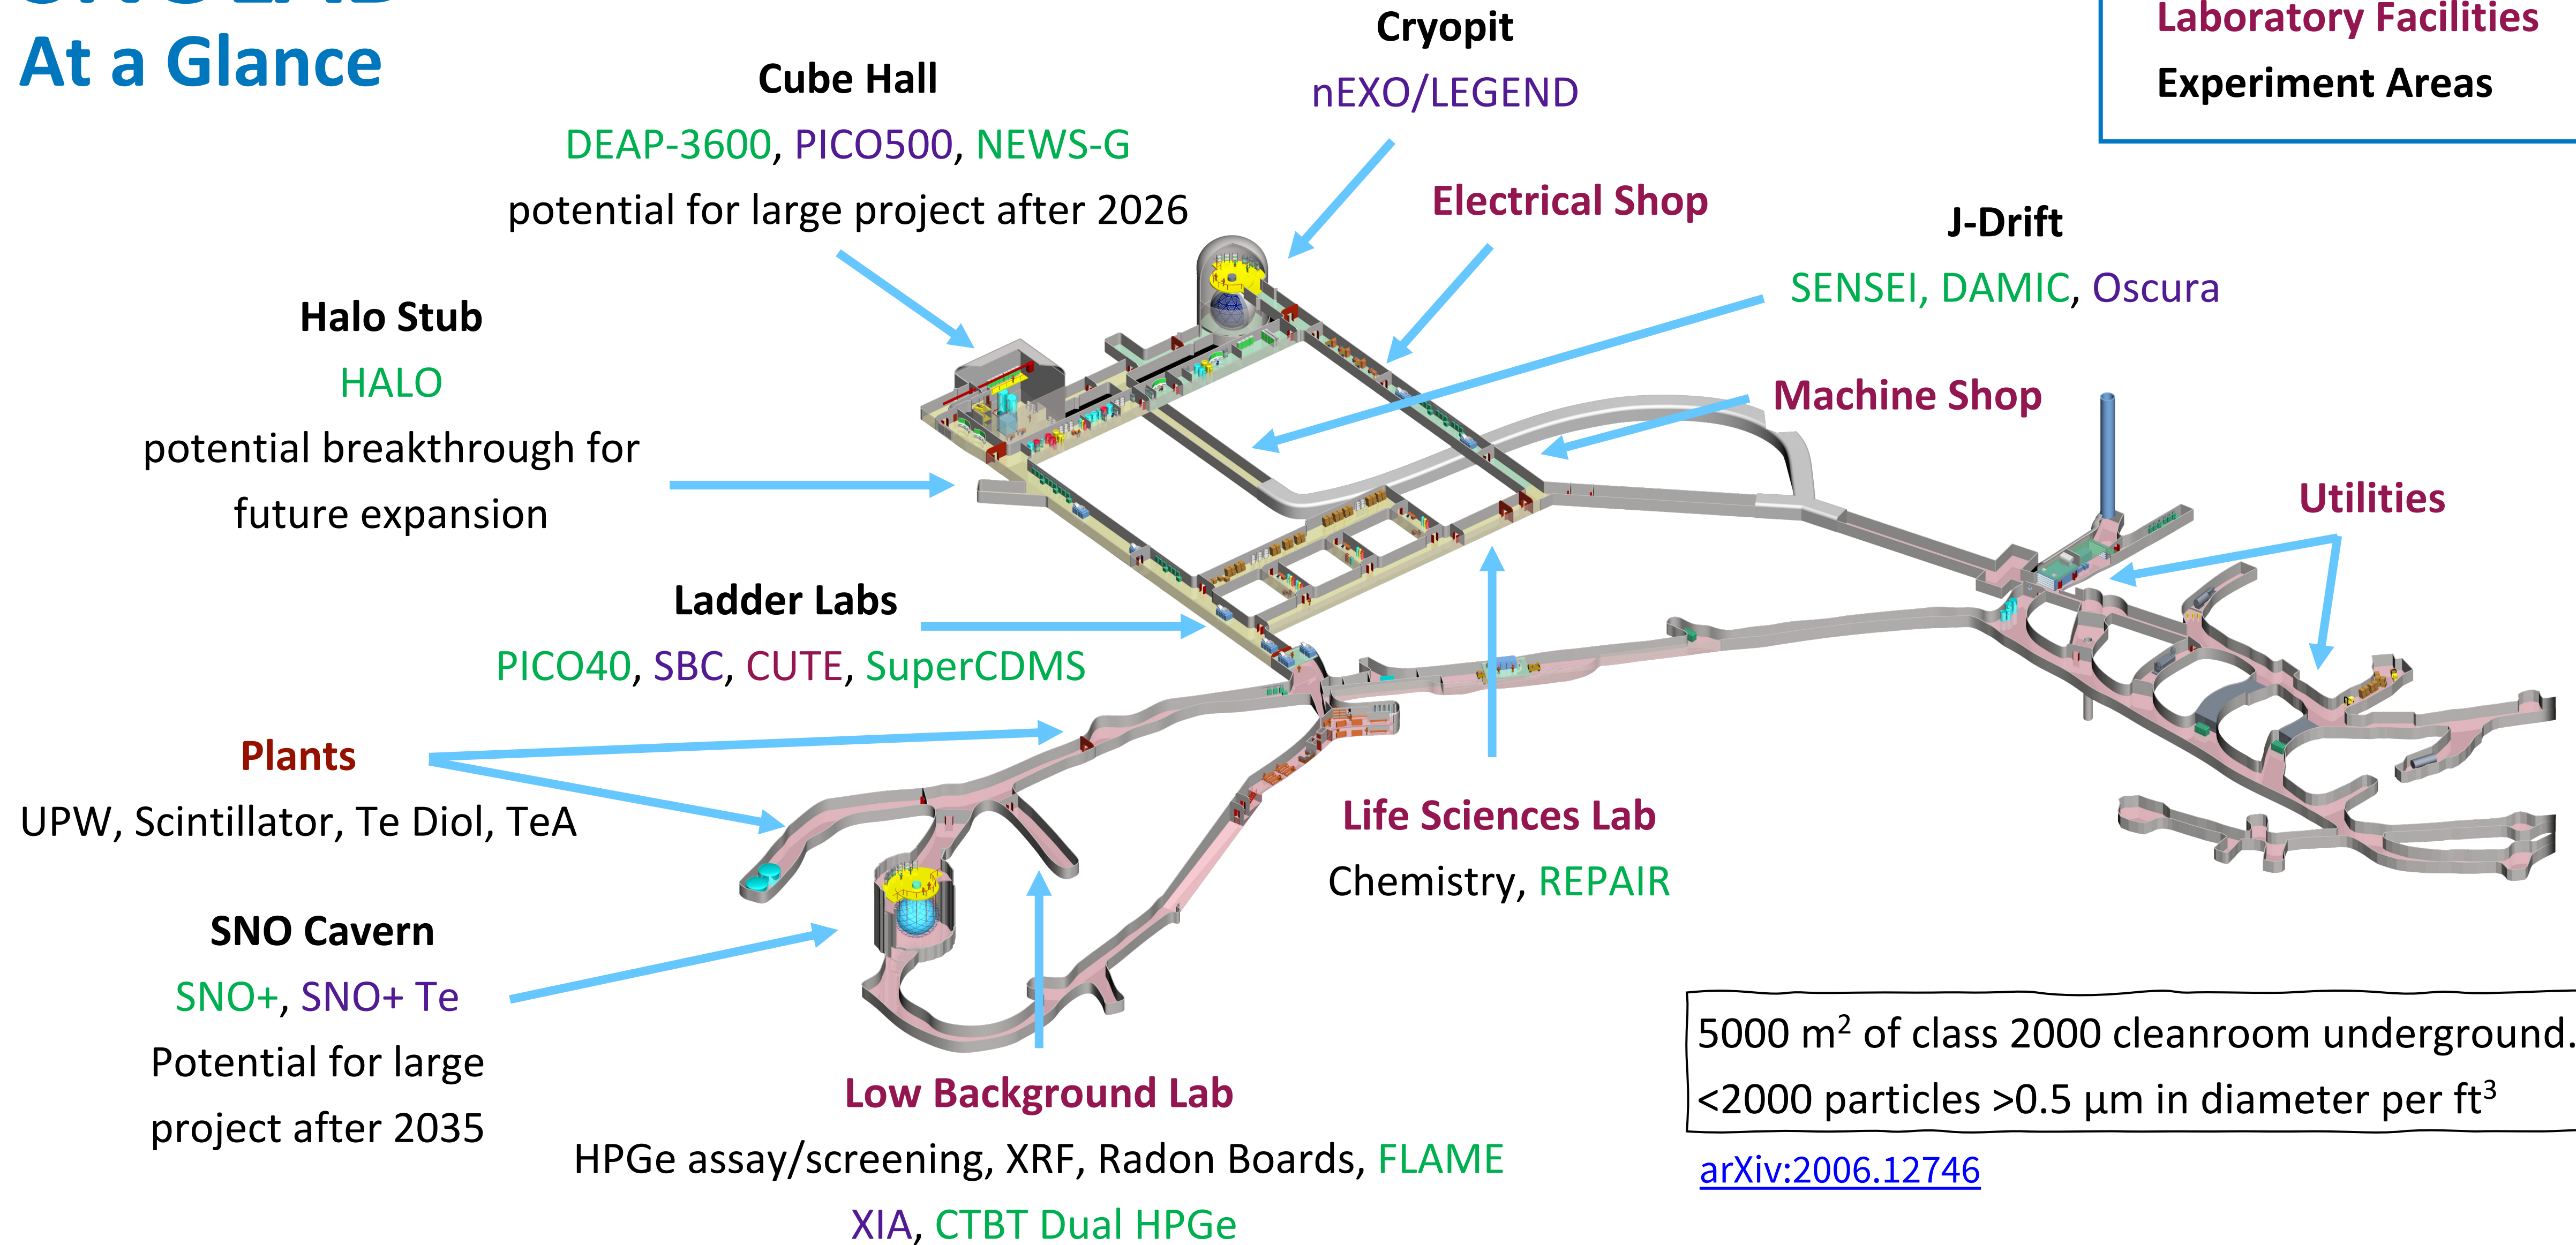 At a Glance
Laboratory Facilities
Experiment Areas
Cryopit
nEXO/LEGEND
Cube Hall
DEAP-3600, PICO500, NEWS-G
potential for large project after 2026
Electrical Shop
J-Drift
SENSEI, DAMIC, Oscura
Halo Stub
HALO
potential breakthrough for
future expansion
Machine Shop
Utilities
Ladder Labs
PICO40, SBC, CUTE, SuperCDMS
Plants
UPW, Scintillator, Te Diol, TeA
Life Sciences Lab
Chemistry, REPAIR
SNO Cavern
SNO+, SNO+ Te
Potential for large
project after 2035
Low Background Lab
HPGe assay/screening, XRF, Radon Boards, FLAME
XIA, CTBT Dual HPGe
5000 m² of class 2000 cleanroom underground.
<2000 particles >0.5 µm in diameter per ft³
arXiv:2006.12746